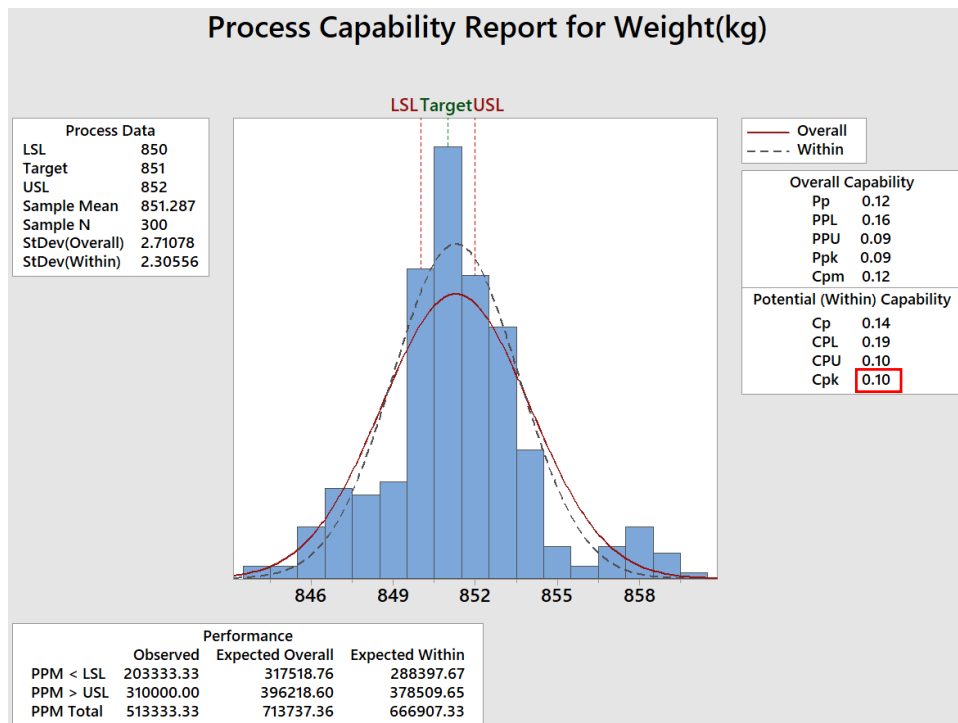 Process Capability Report for Weight(kg)
LSL Target USL
Process Data
LSL 850
Target 851
USL 852
Sample Mean 851.287
Sample N 300
StDev(Overall) 2.71078
StDev(Within) 2.30556
Overall
Within
Overall Capability
Pp 0.12
PPL 0.16
PPU 0.09
Ppk 0.09
Cpm 0.12
Potential (Within) Capability
Cp 0.14
CPL 0.19
CPU 0.10
Cpk 0.10
846 849 852 855 858
Performance
Observed Expected Overall Expected Within
PPM < LSL 203333.33 317518.76 288397.67
PPM > USL 310000.00 396218.60 378509.65
PPM Total 513333.33 713737.36 666907.33